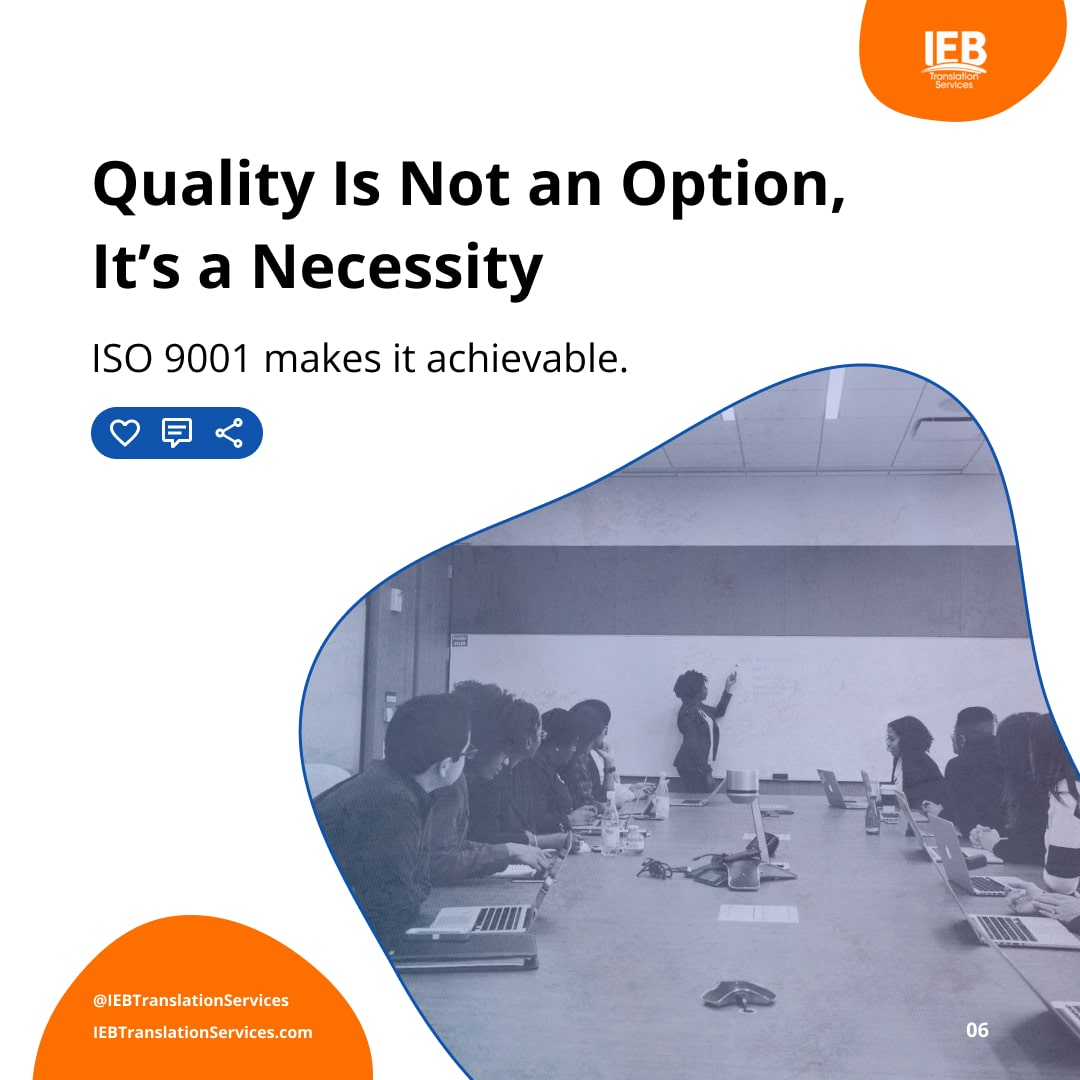 IEB
Translation
Services
Quality Is Not an Option,
It’s a Necessity
ISO 9001 makes it achievable.
@IEBTranslationServices
IEBTranslationServices.com
06